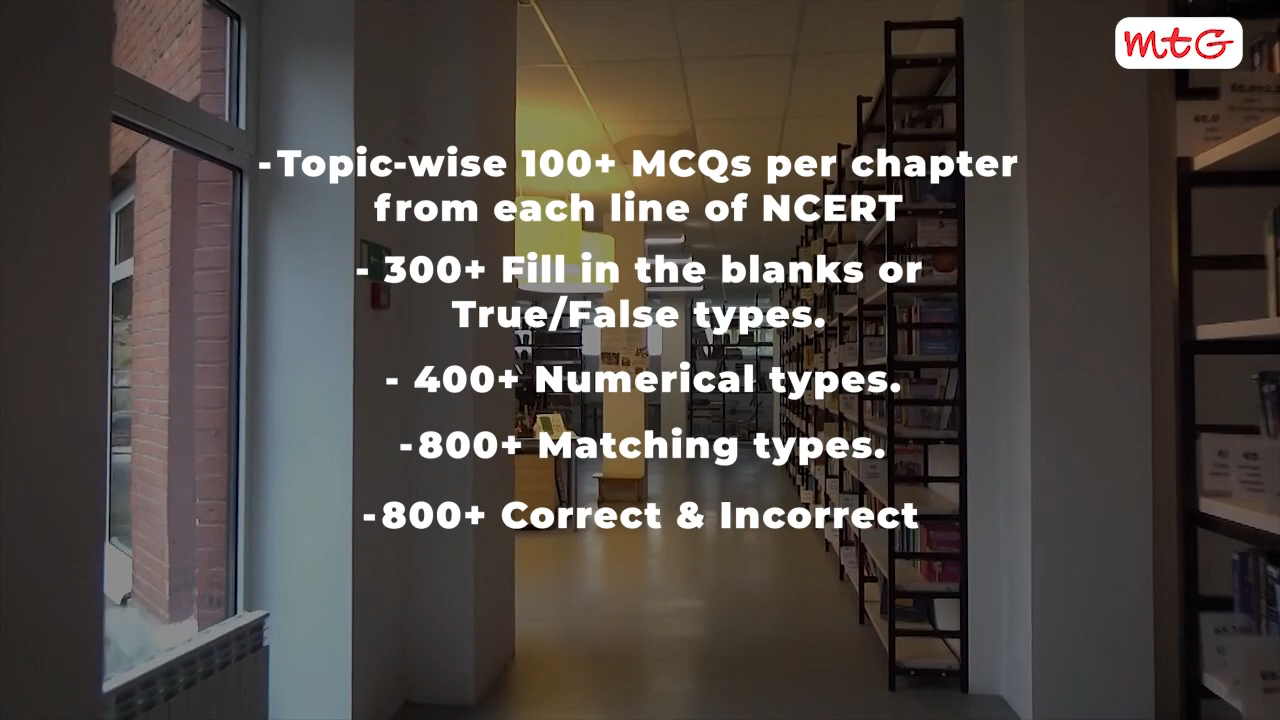 mtG
-Topic-wise 100+ MCQs per chapter
from each line of NCERT
- 300+ Fill in the blanks or
True/False types.
- 400+ Numerical types.
-800+ Matching types.
-800+ Correct & Incorrect